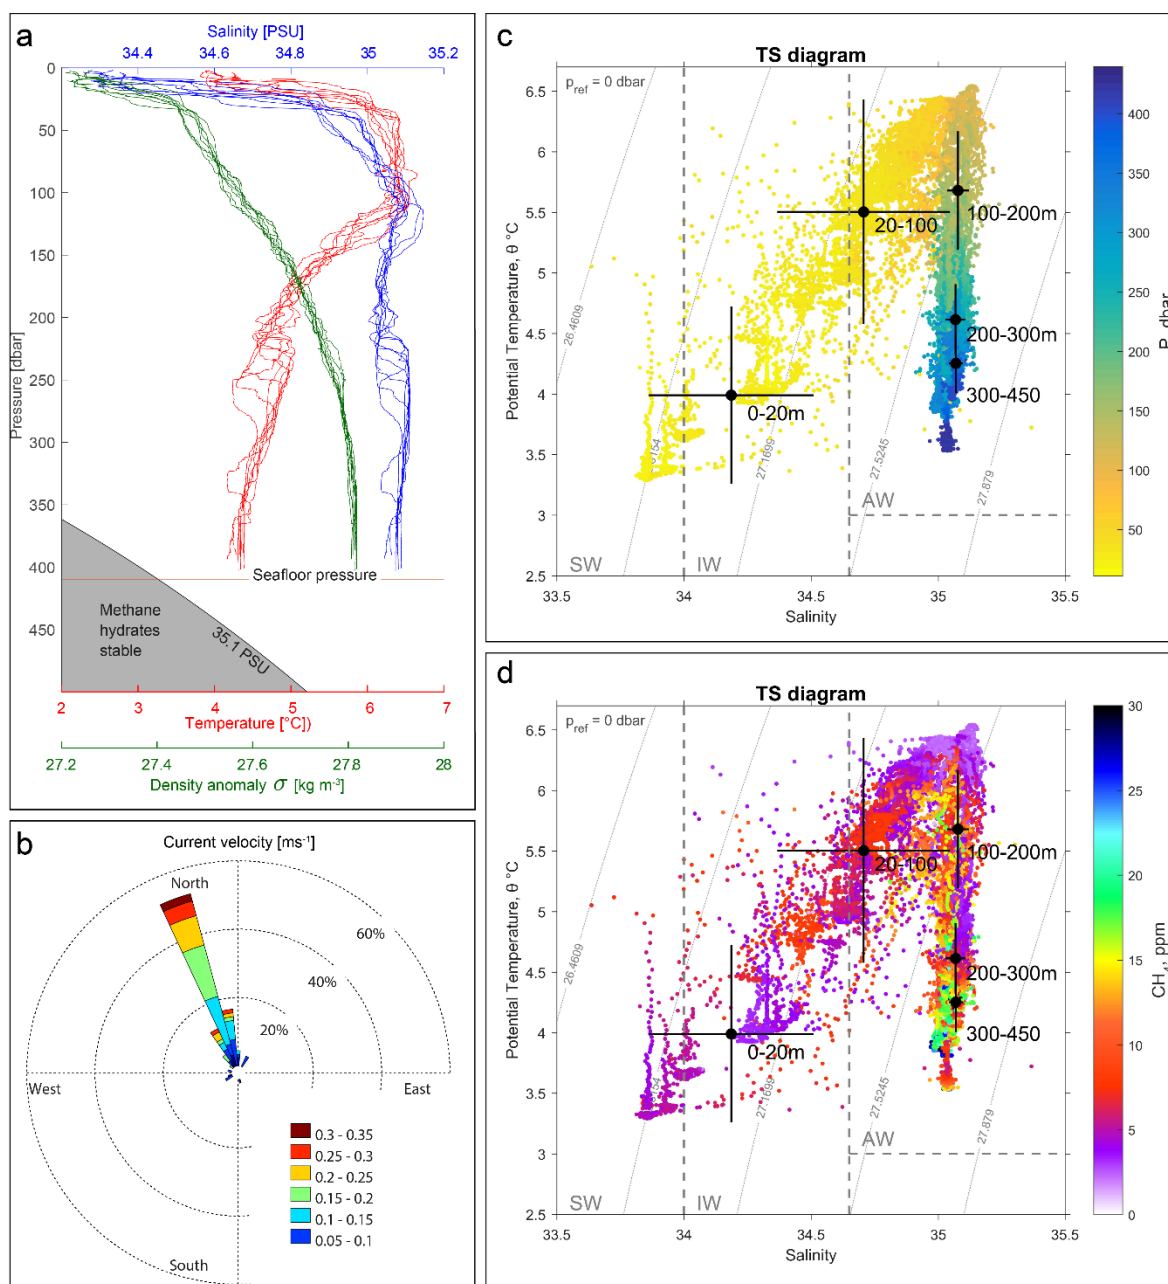 a
Salinity [PSU]
34.4 34.6 34.8 35 35.2
0
50
100
150
200
250
300
350
400
450
Pressure [dbar]
Seafloor pressure
Methane
hydrates
stable
35.1 PSU
2 3 4 5 6 7
Temperature [°C])
27.2 27.4 27.6 27.8 28
Density anomaly σ [kg m⁻³]
b
Current velocity [ms⁻¹]
North
60%
40%
20%
West
East
South
0.3 - 0.35
0.25 - 0.3
0.2 - 0.25
0.15 - 0.2
0.1 - 0.15
0.05 - 0.1
c
TS diagram
p_ref = 0 dbar
6.5
6
5.5
5
4.5
4
3.5
3
2.5
Potential Temperature, θ °C
26.4609
27.1699
27.5245
27.879
100-200m
20-100
200-300m
300-450
0-20m
SW
IW
AW
33.5 34 34.5 35 35.5
Salinity
400
350
300
250
200
150
100
50
dbar
d
TS diagram
p_ref = 0 dbar
6.5
6
5.5
5
4.5
4
3.5
3
2.5
Potential Temperature, θ °C
26.4609
27.1699
27.5245
27.879
100-200m
20-100
200-300m
300-450
0-20m
SW
IW
AW
33.5 34 34.5 35 35.5
Salinity
30
25
20
15
10
5
0
CH₄, ppm